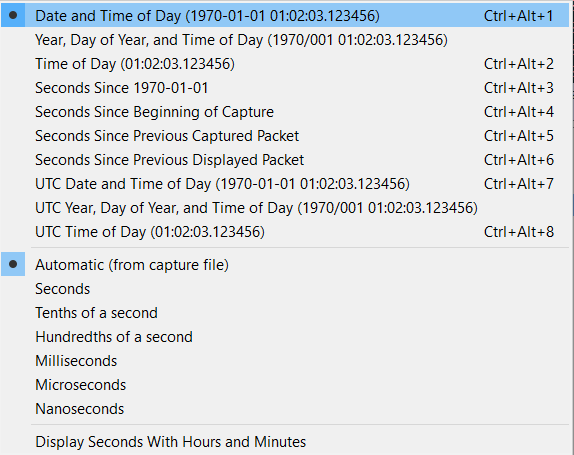 Date and Time of Day (1970-01-01 01:02:03.123456) Ctrl+Alt+1
Year, Day of Year, and Time of Day (1970/001 01:02:03.123456)
Time of Day (01:02:03.123456) Ctrl+Alt+2
Seconds Since 1970-01-01 Ctrl+Alt+3
Seconds Since Beginning of Capture Ctrl+Alt+4
Seconds Since Previous Captured Packet Ctrl+Alt+5
Seconds Since Previous Displayed Packet Ctrl+Alt+6
UTC Date and Time of Day (1970-01-01 01:02:03.123456) Ctrl+Alt+7
UTC Year, Day of Year, and Time of Day (1970/001 01:02:03.123456)
UTC Time of Day (01:02:03.123456) Ctrl+Alt+8
Automatic (from capture file)
Seconds
Tenths of a second
Hundredths of a second
Milliseconds
Microseconds
Nanoseconds
Display Seconds With Hours and Minutes